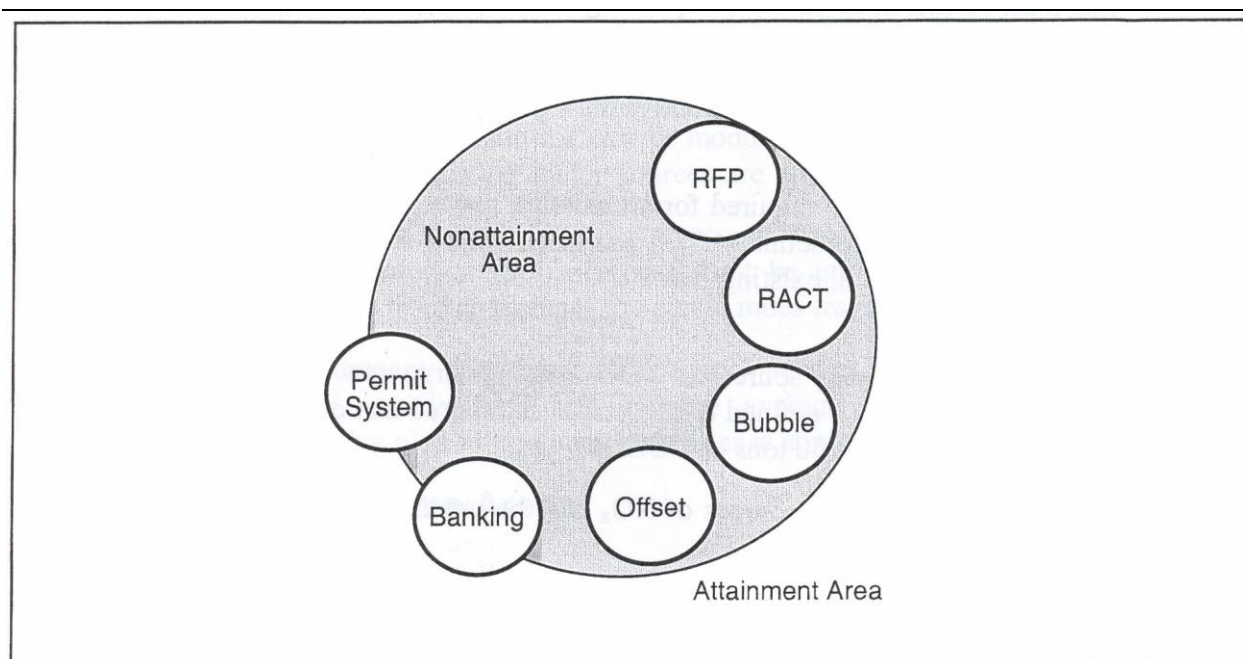 RFP
Nonattainment
Area
RACT
Permit
System
Bubble
Banking
Offset
Attainment Area